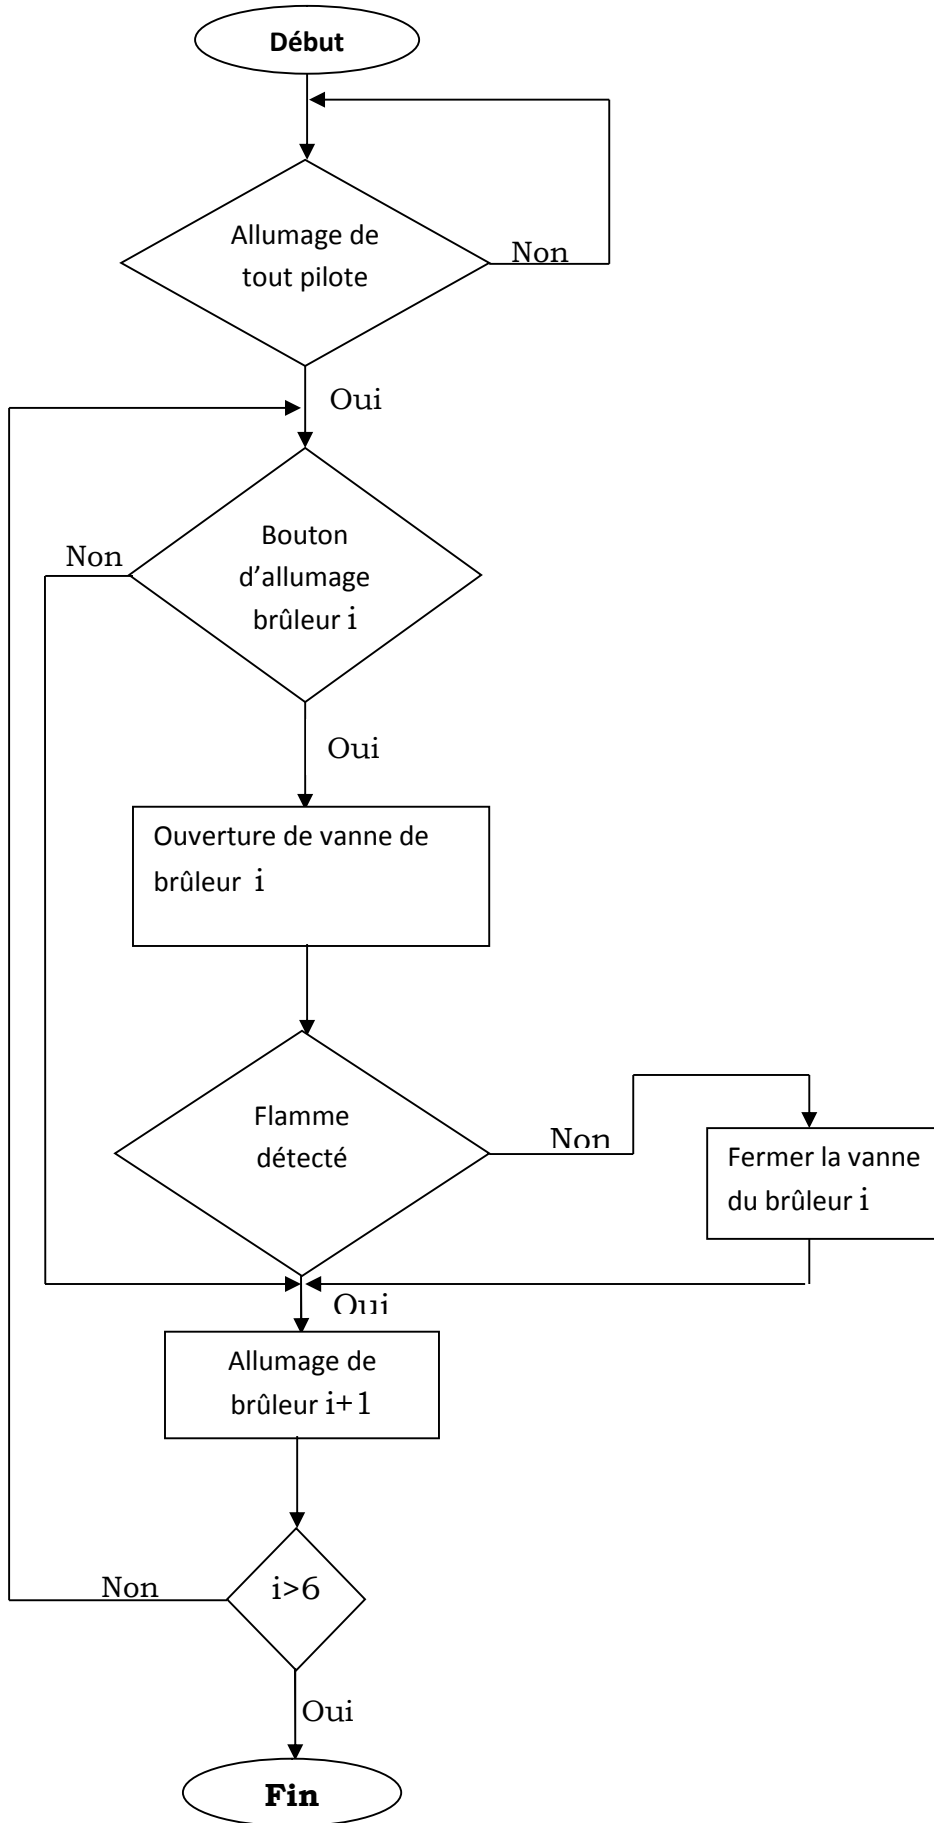 Début
Allumage de
tout pilote
Non
Oui
Bouton
d’allumage
brûleur i
Non
Oui
Ouverture de vanne de
brûleur i
Flamme
détecté
Non
Fermer la vanne
du brûleur i
Oui
Allumage de
brûleur i+1
i>6
Non
Oui
Fin